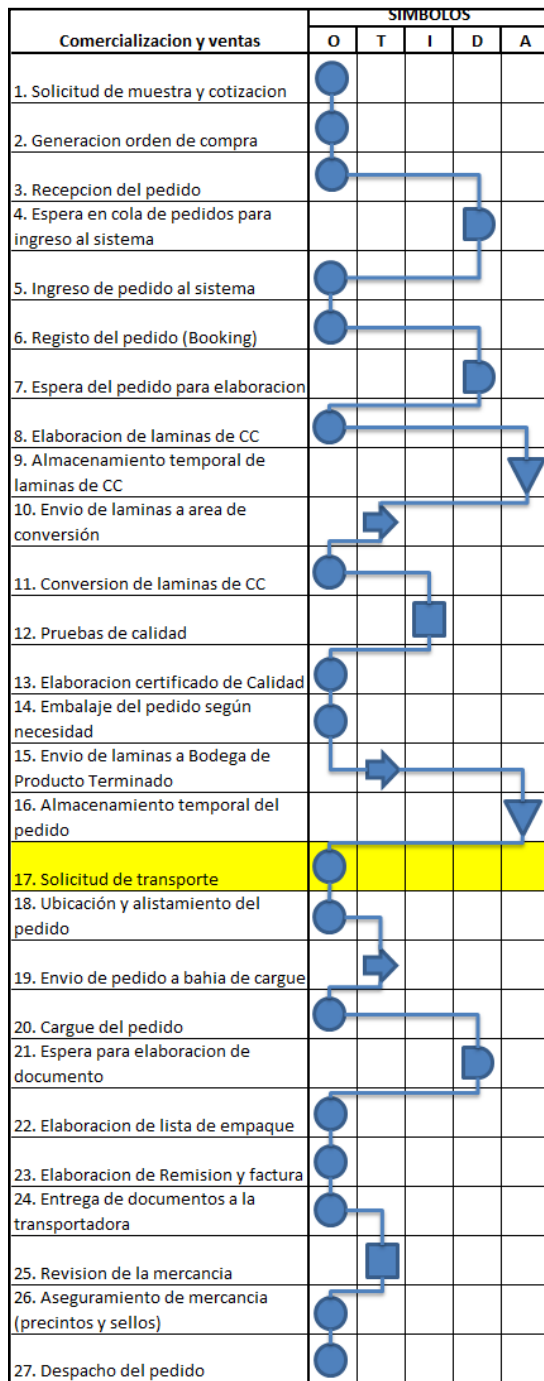 SIMBOLOS
Comercializacion y ventas O T I D A
1. Solicitud de muestra y cotizacion
2. Generacion orden de compra
3. Recepcion del pedido
4. Espera en cola de pedidos para
ingreso al sistema
5. Ingreso de pedido al sistema
6. Registo del pedido (Booking)
7. Espera del pedido para elaboracion
8. Elaboracion de laminas de CC
9. Almacenamiento temporal de
laminas de CC
10. Envio de laminas a area de
conversión
11. Conversion de laminas de CC
12. Pruebas de calidad
13. Elaboracion certificado de Calidad
14. Embalaje del pedido según
necesidad
15. Envio de laminas a Bodega de
Producto Terminado
16. Almacenamiento temporal del
pedido
17. Solicitud de transporte
18. Ubicación y alistamiento del
pedido
19. Envio de pedido a bahia de cargue
20. Cargue del pedido
21. Espera para elaboracion de
documento
22. Elaboracion de lista de empaque
23. Elaboracion de Remision y factura
24. Entrega de documentos a la
transportadora
25. Revision de la mercancia
26. Aseguramiento de mercancia
(precintos y sellos)
27. Despacho del pedido